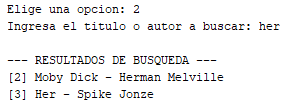 Elige una opcion: 2
Ingresa el titulo o autor a buscar: her
--- RESULTADOS DE BUSQUEDA ---
[2] Moby Dick - Herman Melville
[3] Her - Spike Jonze